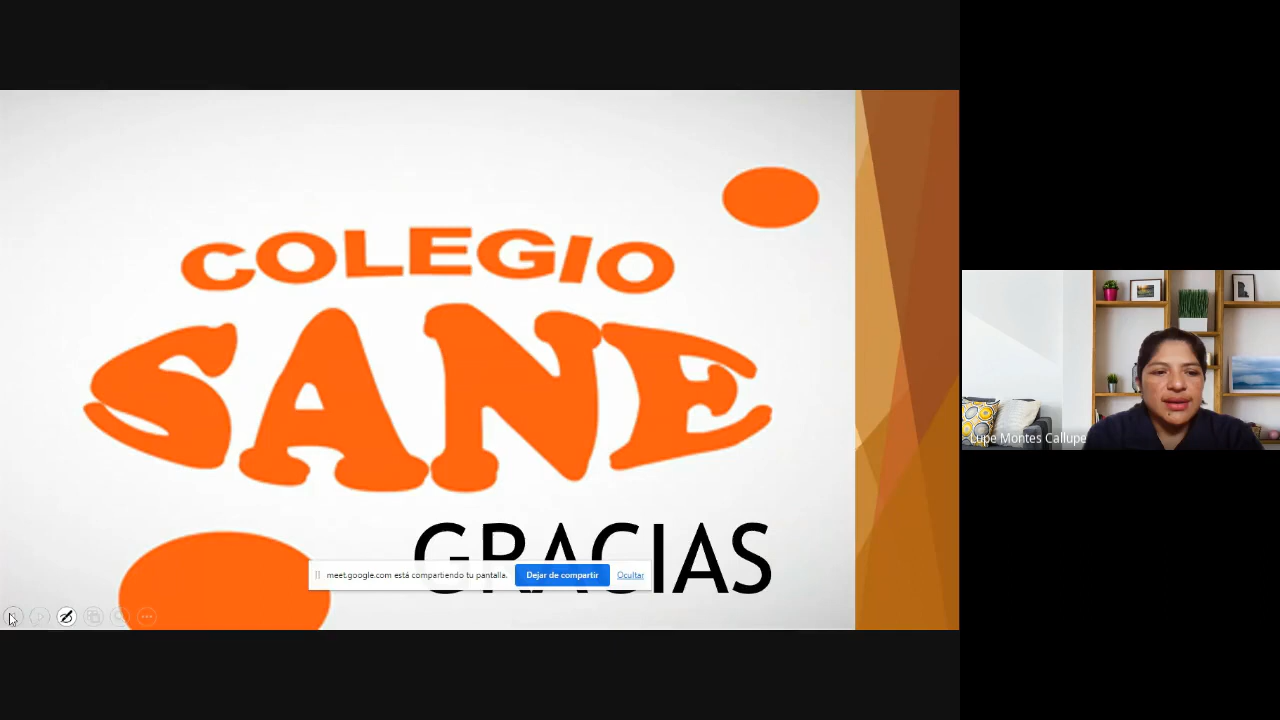 COLEGIO
SANE
GRACIAS
meet.google.com está compartiendo tu pantalla.
Dejar de compartir
Ocultar
Lupe Montes Callupe